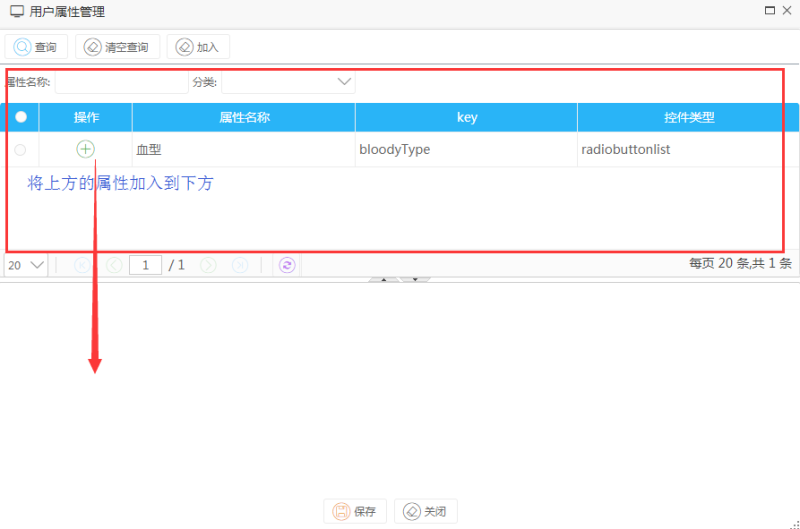 用户属性管理
查询 清空查询 加入
属性名称: 分类:
操作 属性名称 key 控件类型
血型 bloodyType radiobuttonlist
将上方的属性加入到下方
20 1 / 1 每页 20 条,共 1 条
保存 关闭